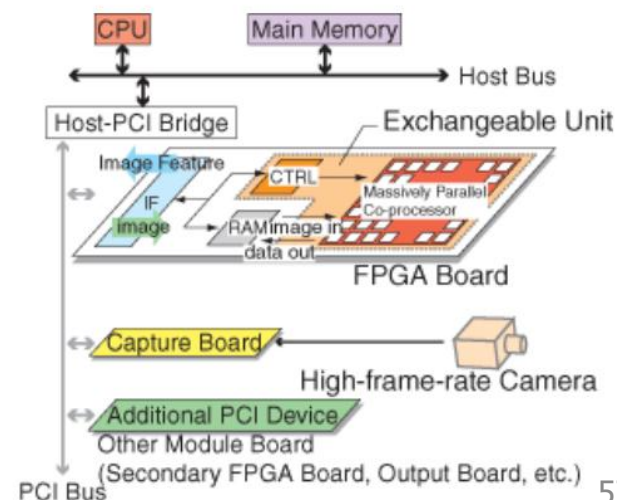 CPU
Main Memory
Host Bus
Host-PCI Bridge
Exchangeable Unit
Image Feature
CTRL
Massively Parallel
Co-processor
IF
Image
RAM
image in
data out
FPGA Board
Capture Board
High-frame-rate Camera
Additional PCI Device
Other Module Board
(Secondary FPGA Board, Output Board, etc.)
PCI Bus
5